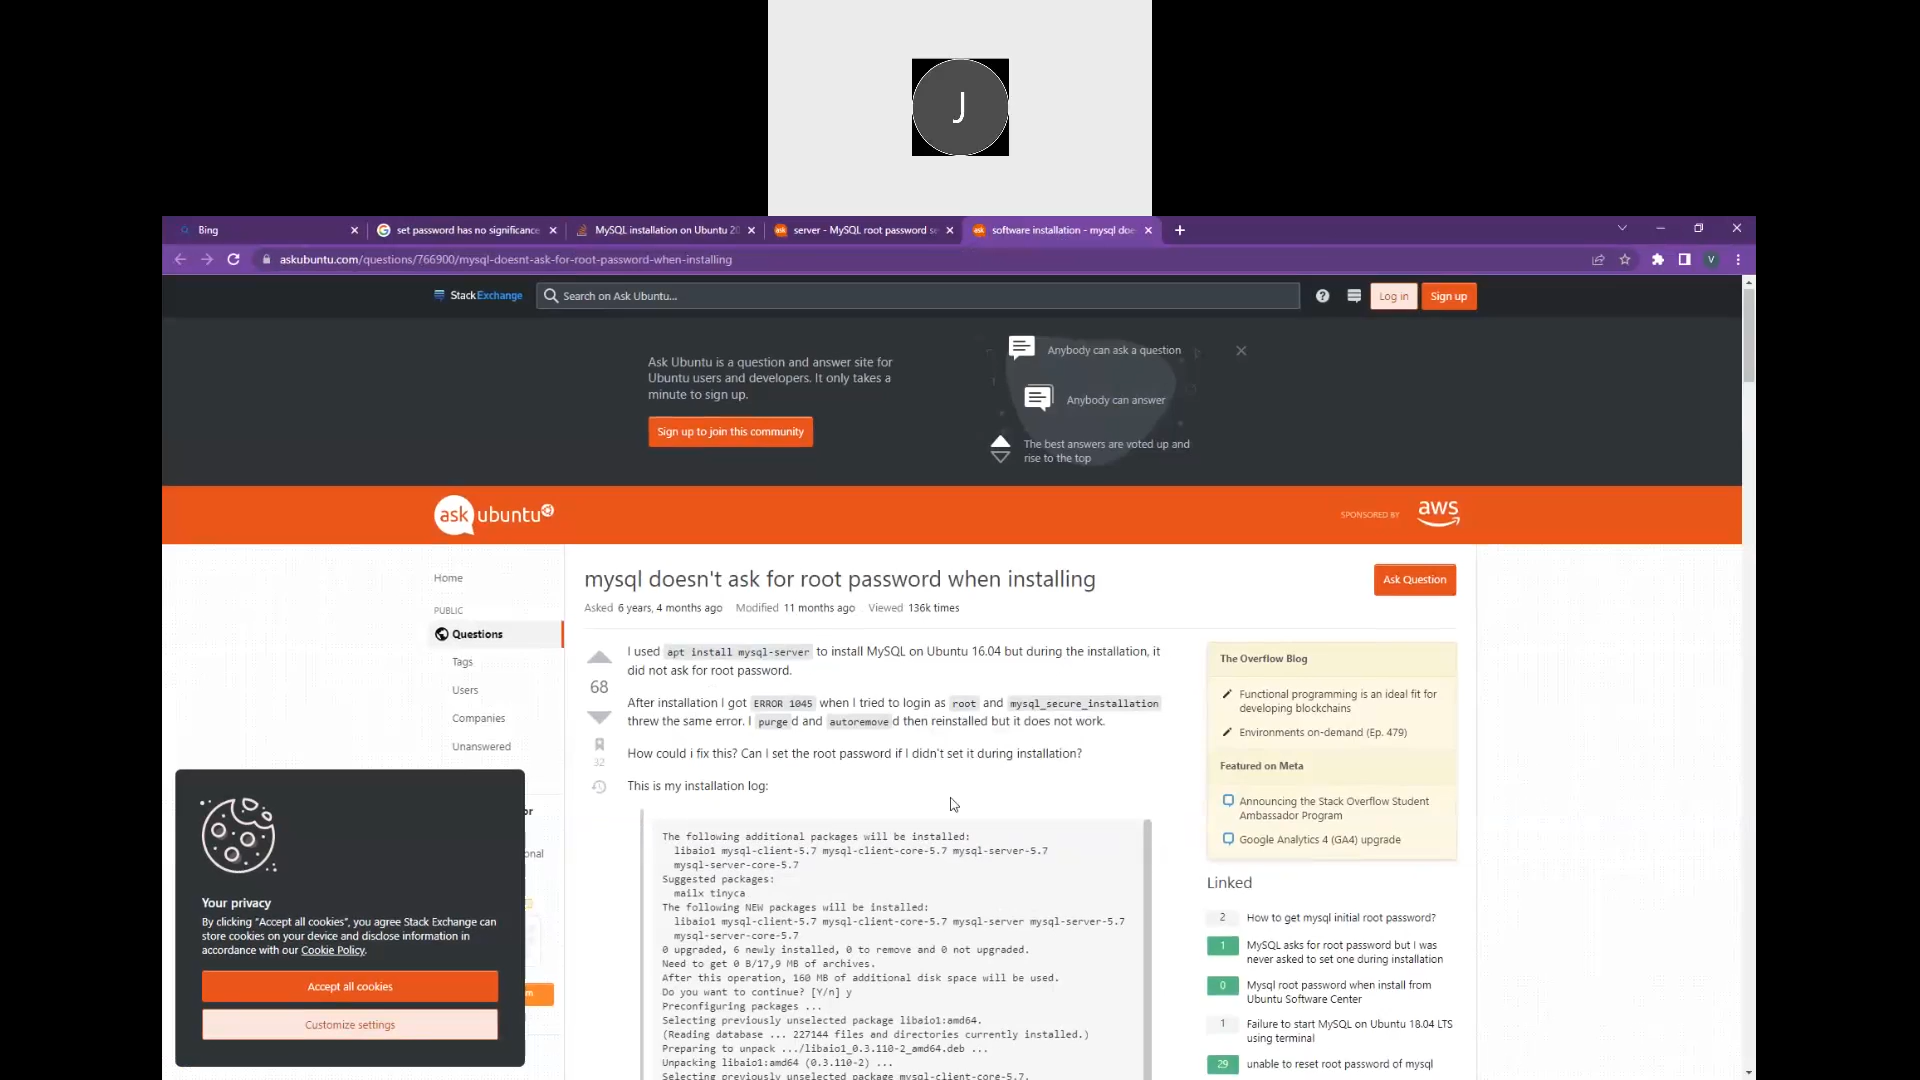 J
Bing
set password has no significance
MySQL installation on Ubuntu 20
server - MySQL root password se
software installation - mysql doe
askubuntu.com/questions/766900/mysql-doesnt-ask-for-root-password-when-installing
V
StackExchange
Search on Ask Ubuntu...
Log in
Sign up
Ask Ubuntu is a question and answer site for
Ubuntu users and developers. It only takes a
minute to sign up.
Sign up to join this community
Anybody can ask a question
Anybody can answer
The best answers are voted up and
rise to the top
ask ubuntu
SPONSORED BY
aws
Home
PUBLIC
Questions
Tags
Users
Companies
Unanswered
mysql doesn't ask for root password when installing
Ask Question
Asked 6 years, 4 months ago Modified 11 months ago Viewed 136k times
68
32
I used apt install mysql-server to install MySQL on Ubuntu 16.04 but during the installation, it
did not ask for root password.
After installation I got ERROR 1045 when I tried to login as root and mysql_secure_installation
threw the same error. I purged and autoremoved then reinstalled but it does not work.
How could i fix this? Can I set the root password if I didn't set it during installation?
This is my installation log:
The following additional packages will be installed:
libaio1 mysql-client-5.7 mysql-client-core-5.7 mysql-server-5.7
mysql-server-core-5.7
Suggested packages:
mailx tinyca
The following NEW packages will be installed:
libaio1 mysql-client-5.7 mysql-client-core-5.7 mysql-server mysql-server-5.7
mysql-server-core-5.7
0 upgraded, 6 newly installed, 0 to remove and 0 not upgraded.
Need to get 0 B/17,9 MB of archives.
After this operation, 160 MB of additional disk space will be used.
Do you want to continue? [Y/n] y
Preconfiguring packages ...
Selecting previously unselected package libaio1:amd64.
(Reading database ... 227144 files and directories currently installed.)
Preparing to unpack .../libaio1_0.3.110-2_amd64.deb ...
Unpacking libaio1:amd64 (0.3.110-2) ...
Selecting previously unselected package mysql-client-core-5.7.
The Overflow Blog
Functional programming is an ideal fit for
developing blockchains
Environments on-demand (Ep. 479)
Featured on Meta
Announcing the Stack Overflow Student
Ambassador Program
Google Analytics 4 (GA4) upgrade
Linked
2 How to get mysql initial root password?
1 MySQL asks for root password but I was
never asked to set one during installation
0 Mysql root password when install from
Ubuntu Software Center
1 Failure to start MySQL on Ubuntu 18.04 LTS
using terminal
29 unable to reset root password of mysql
or
onal
Your privacy
By clicking "Accept all cookies", you agree Stack Exchange can
store cookies on your device and disclose information in
accordance with our Cookie Policy.
Accept all cookies
Customize settings